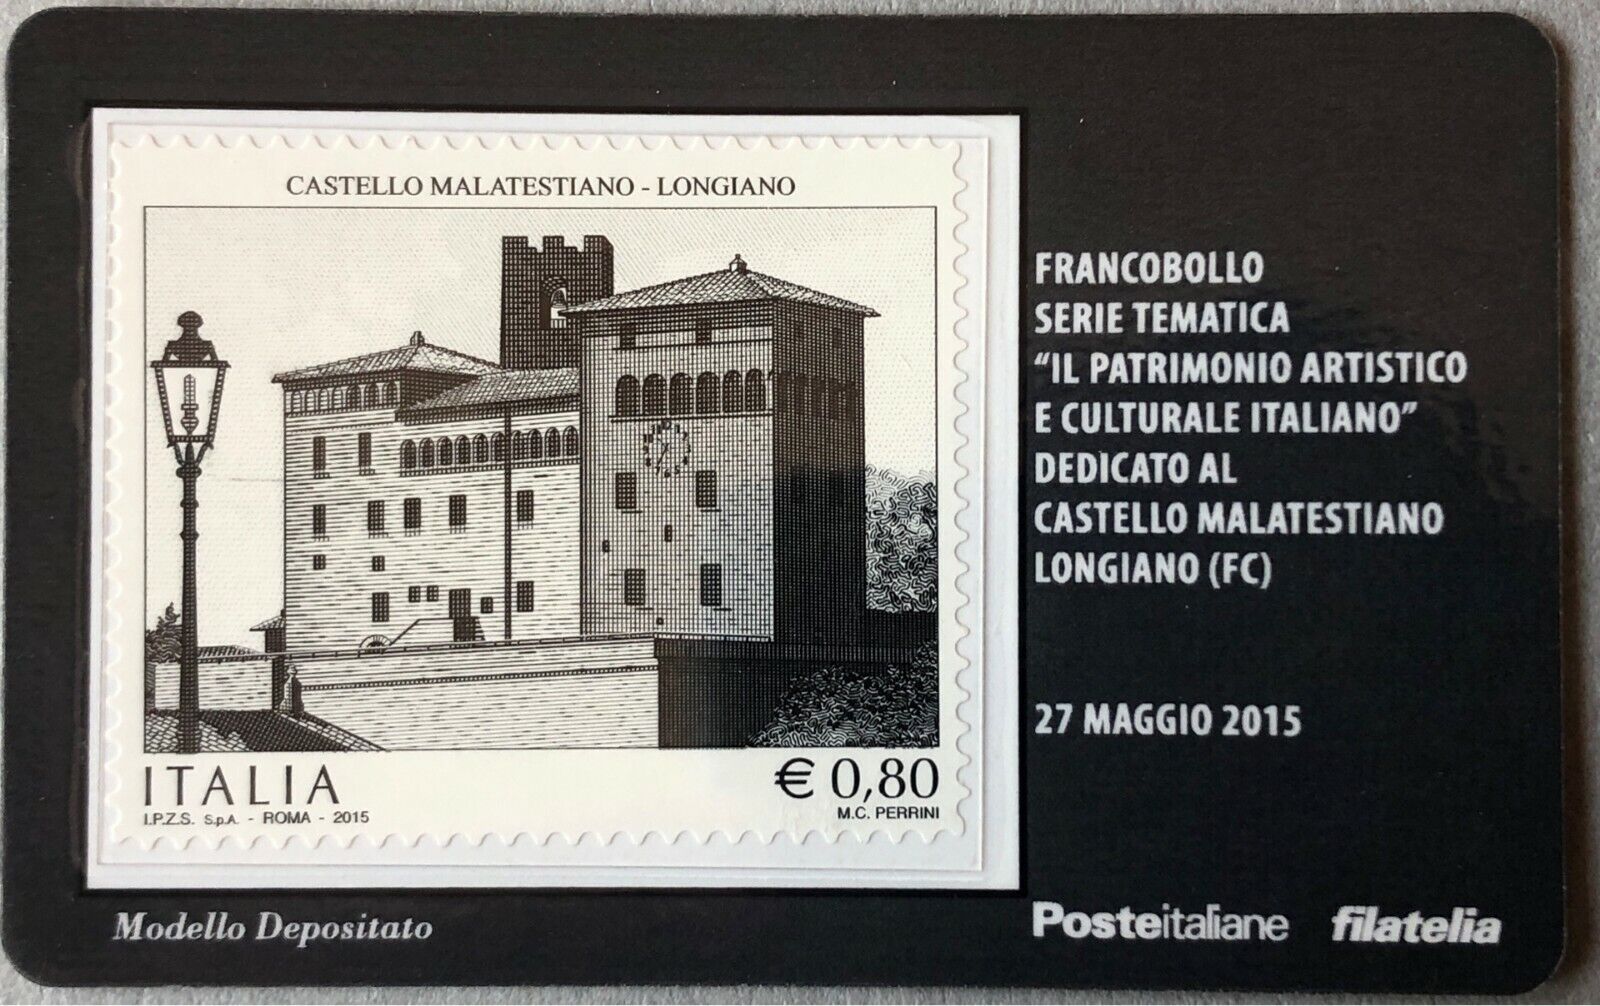 CASTELLO MALATESTIANO - LONGIANO
ITALIA
€ 0,80
I.P.Z.S. S.p.A. - ROMA - 2015
M.C. PERRINI
FRANCOBOLLO
SERIE TEMATICA
“IL PATRIMONIO ARTISTICO
E CULTURALE ITALIANO”
DEDICATO AL
CASTELLO MALATESTIANO
LONGIANO (FC)
27 MAGGIO 2015
Modello Depositato
Posteitaliane
filatelia